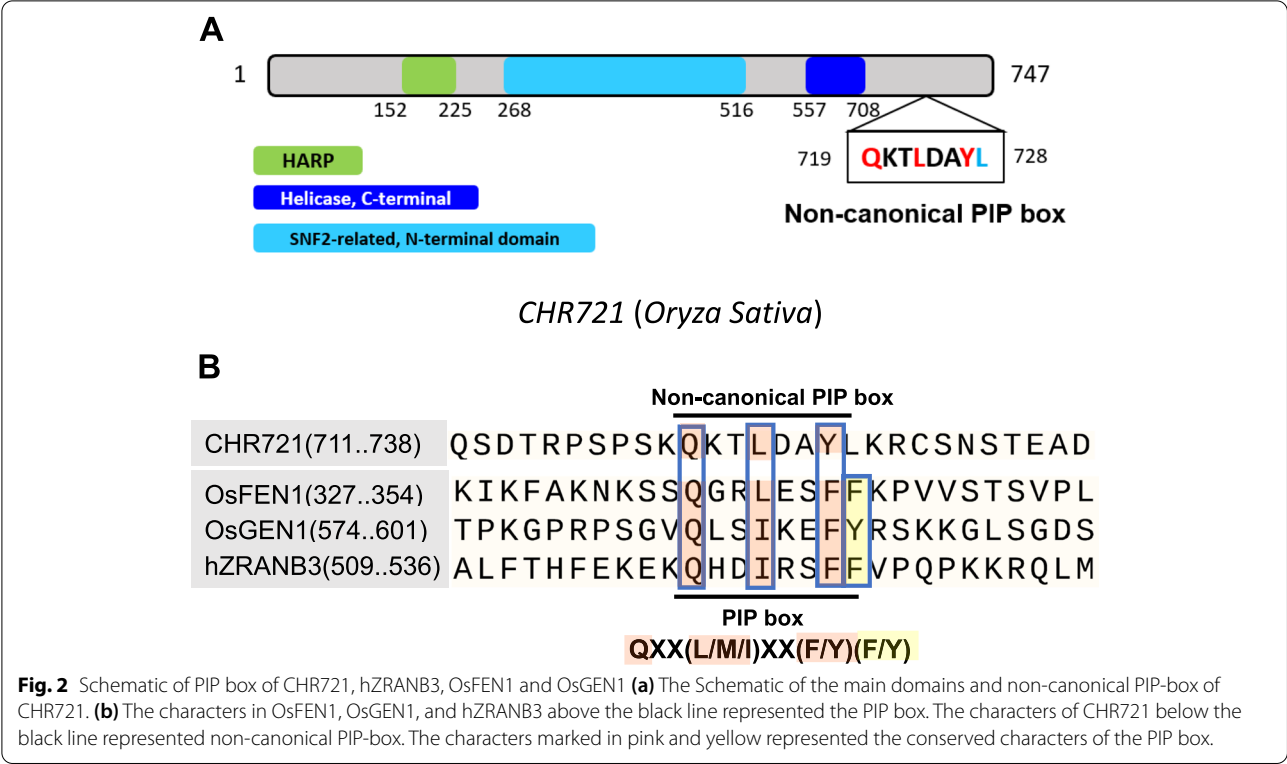 A
1 747
152 225 268 516 557 708
HARP
719 QKTLDAYL 728
Helicase, C-terminal
Non-canonical PIP box
SNF2-related, N-terminal domain
CHR721 (Oryza Sativa)
B
Non-canonical PIP box
CHR721(711..738) QSDTRPSPSKQKTLDAYLKRCSNSTEAD
OsFEN1(327..354) KIKFAKNKSSQGRLESFFKPVVSTSVPL
OsGEN1(574..601) TPKGPRPSGVQLSIKEFYRSKKGLSGDS
hZRANB3(509..536) ALFTHFEKEKQHDIRSFFVPQPKKRQLM
PIP box
QXX(L/M/I)XX(F/Y)(F/Y)
Fig. 2 Schematic of PIP box of CHR721, hZRANB3, OsFEN1 and OsGEN1 (a) The Schematic of the main domains and non-canonical PIP-box of
CHR721. (b) The characters in OsFEN1, OsGEN1, and hZRANB3 above the black line represented the PIP box. The characters of CHR721 below the
black line represented non-canonical PIP-box. The characters marked in pink and yellow represented the conserved characters of the PIP box.